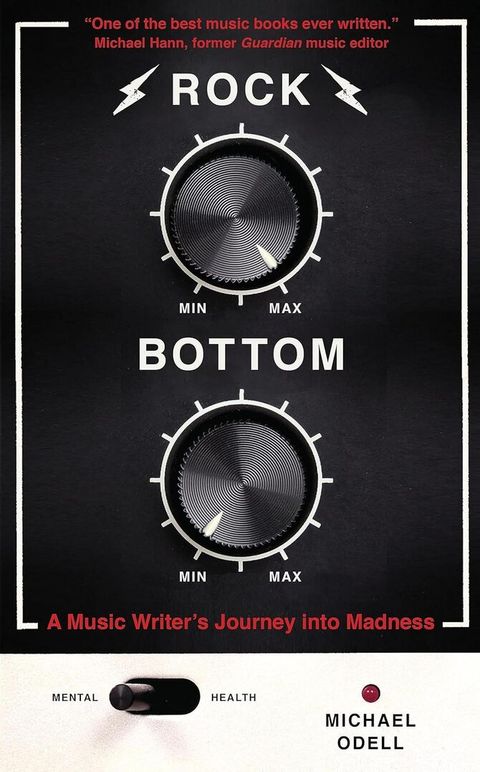 “One of the best music books ever written.”
Michael Hann, former Guardian music editor
ROCK
MIN MAX
BOTTOM
MIN MAX
A Music Writer’s Journey into Madness
MENTAL HEALTH
MICHAEL
ODELL